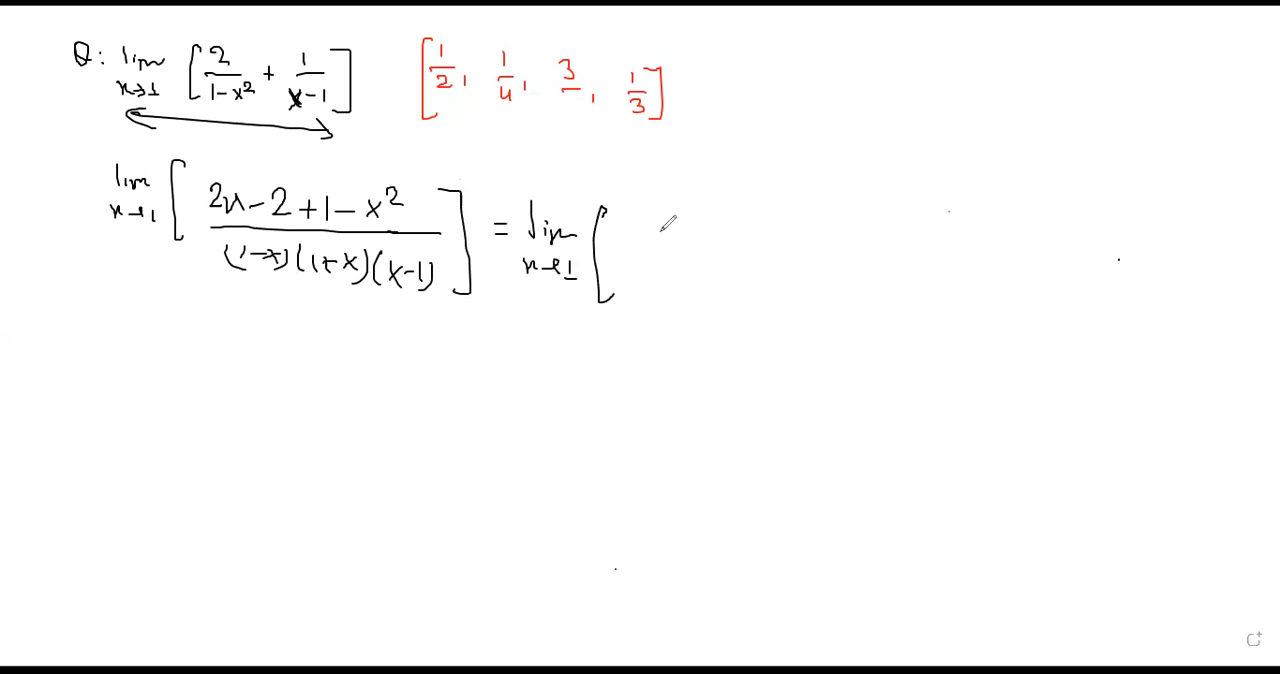 Q: lim x→1 [2/(1-x²) + 1/(x-1)] [1/2, 1/4, 3/, 1/3]
lim x→1 [(2x-2+1-x²)/((1-x)(1+x)(x-1))] = lim x→1 [